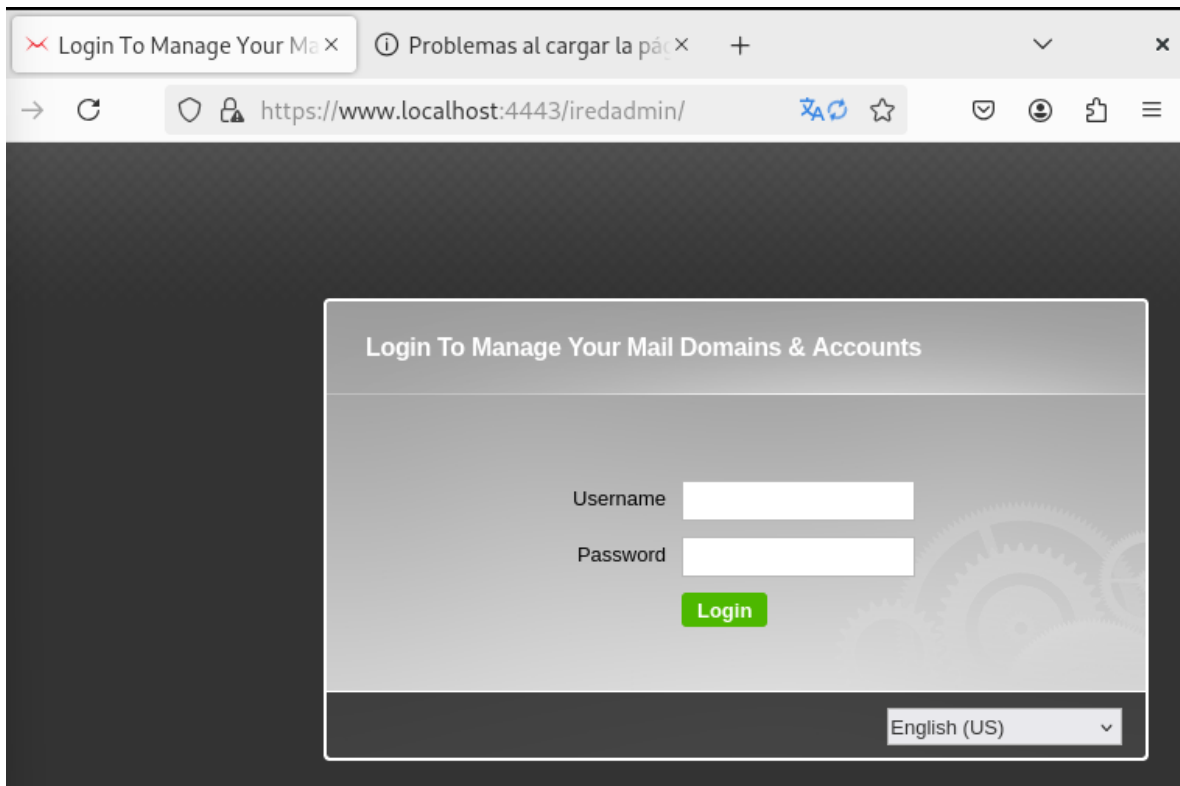 Login To Manage Your Ma
Problemas al cargar la pág
https://www.localhost:4443/iredadmin/
Login To Manage Your Mail Domains & Accounts
Username
Password
Login
English (US)